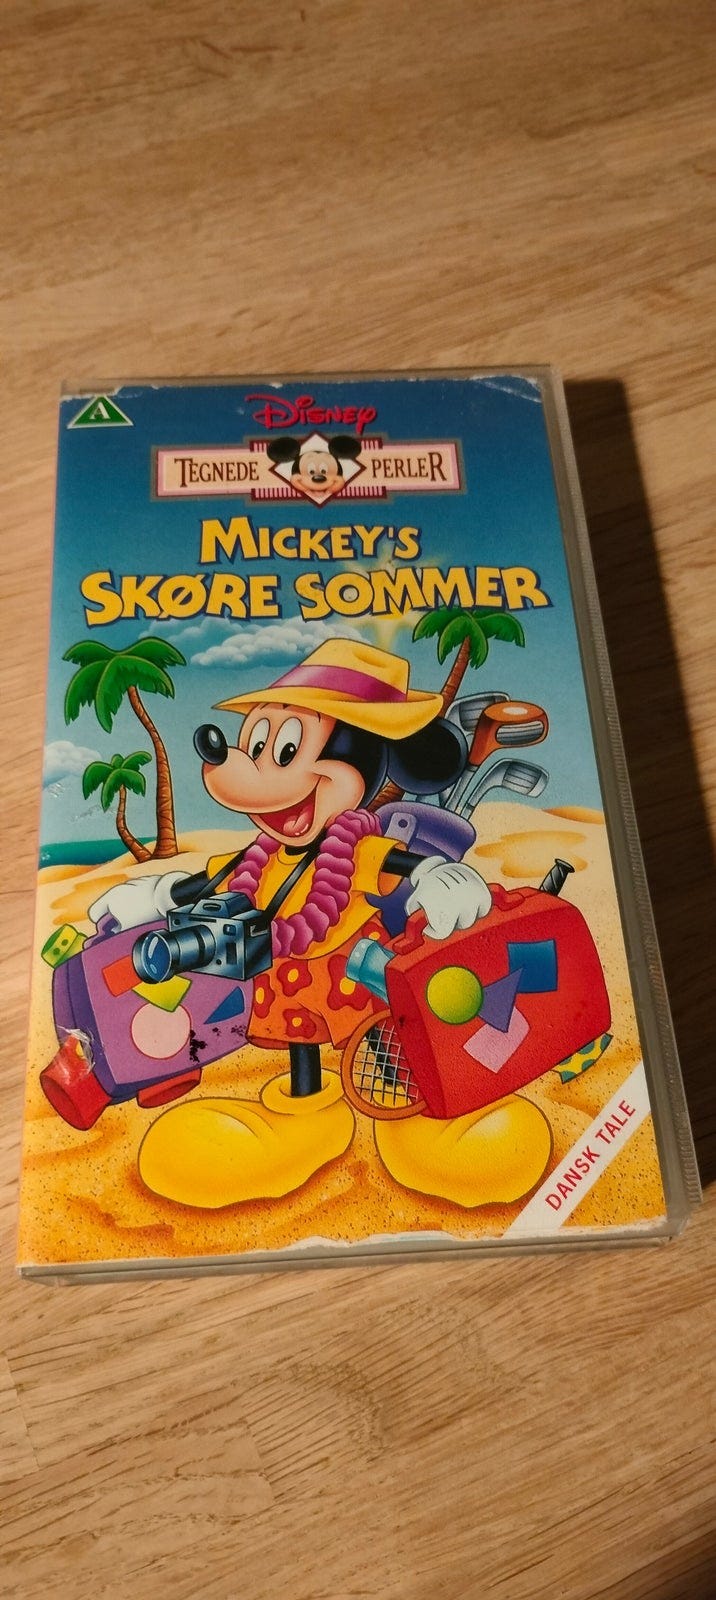 A
Disney
TEGNEDE PERLER
MICKEY'S
SKØRE SOMMER
DANSK TALE